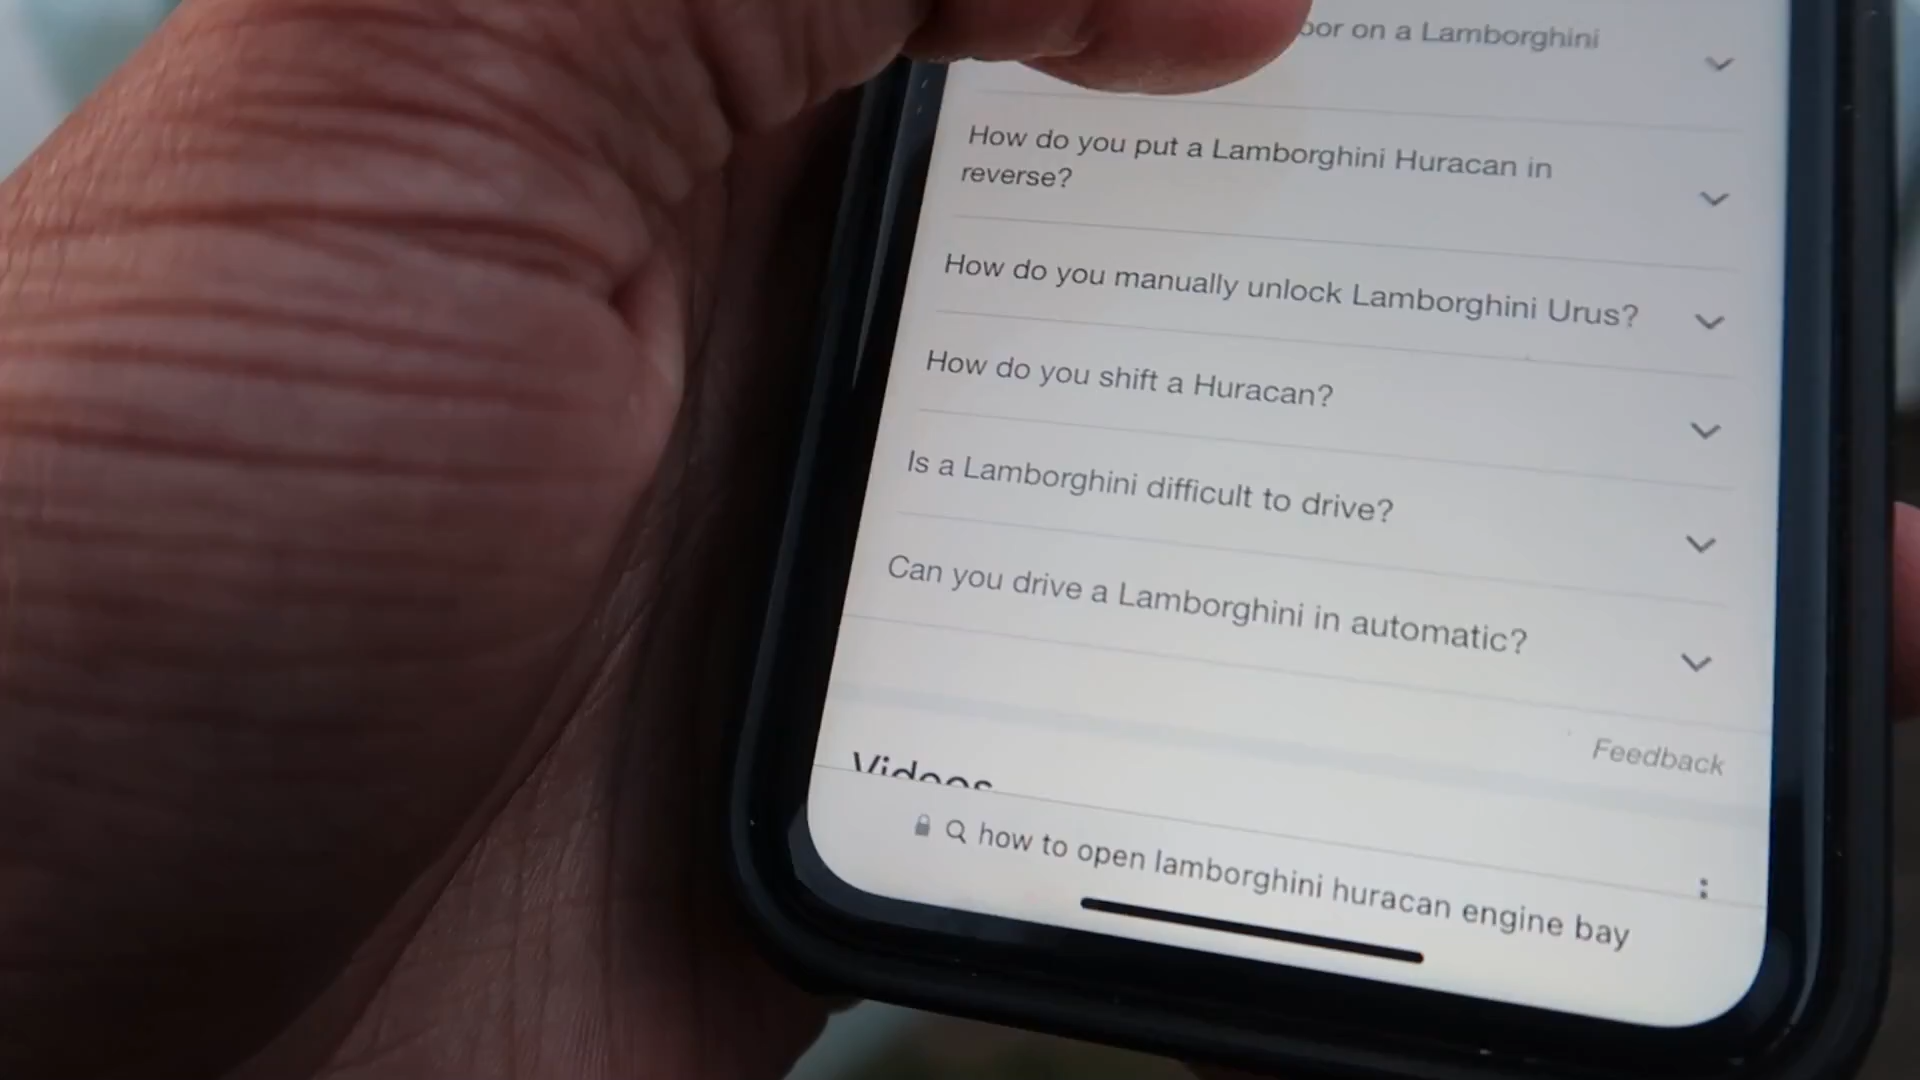 on a Lamborghini
How do you put a Lamborghini Huracan in
reverse?
How do you manually unlock Lamborghini Urus?
How do you shift a Huracan?
Is a Lamborghini difficult to drive?
Can you drive a Lamborghini in automatic?
Feedback
Videos
how to open lamborghini huracan engine bay